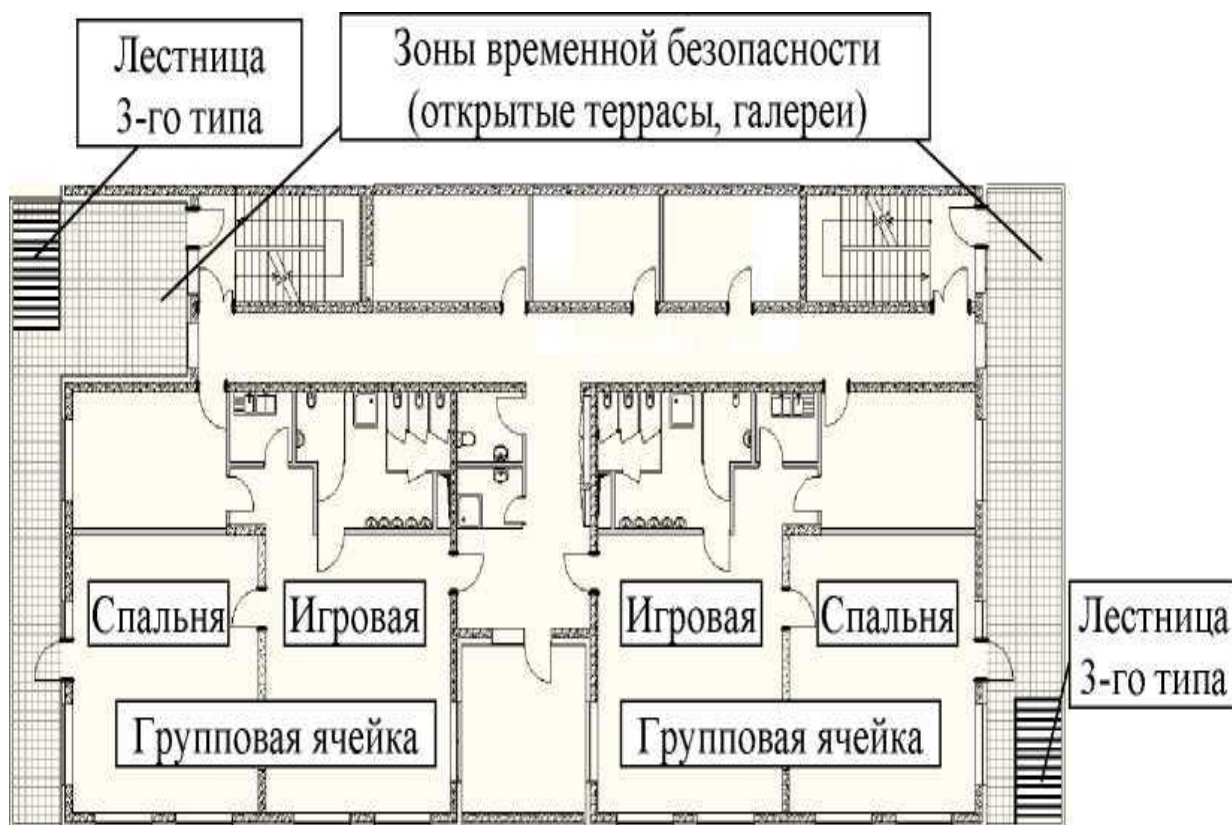 Лестница
3-го типа
Зоны временной безопасности
(открытые террасы, галереи)
Спальня
Игровая
Игровая
Спальня
Лестница
3-го типа
Групповая ячейка
Групповая ячейка